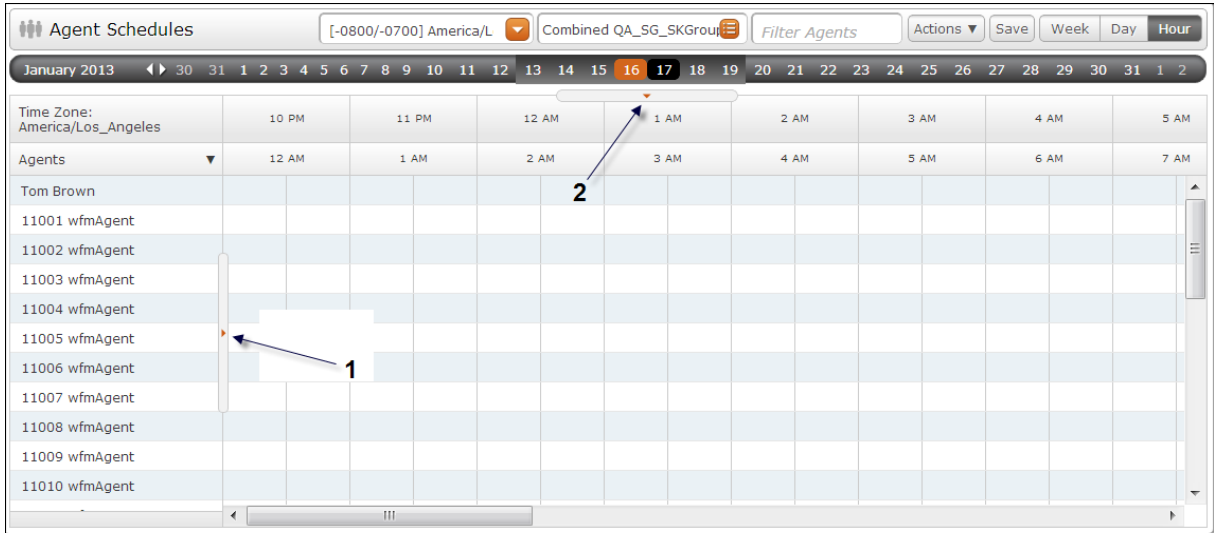 Agent Schedules [-0800/-0700] America/L Combined QA_SG_SKGroup Filter Agents Actions ▼ Save Week Day Hour
January 2013 30 31 1 2 3 4 5 6 7 8 9 10 11 12 13 14 15 16 17 18 19 20 21 22 23 24 25 26 27 28 29 30 31 1 2
Time Zone:
America/Los_Angeles
10 PM 11 PM 12 AM 1 AM 2 AM 3 AM 4 AM 5 AM
Agents ▼ 12 AM 1 AM 2 AM 3 AM 4 AM 5 AM 6 AM 7 AM
Tom Brown
2
11001 wfmAgent
11002 wfmAgent
11003 wfmAgent
11004 wfmAgent
11005 wfmAgent
11006 wfmAgent
1
11007 wfmAgent
11008 wfmAgent
11009 wfmAgent
11010 wfmAgent